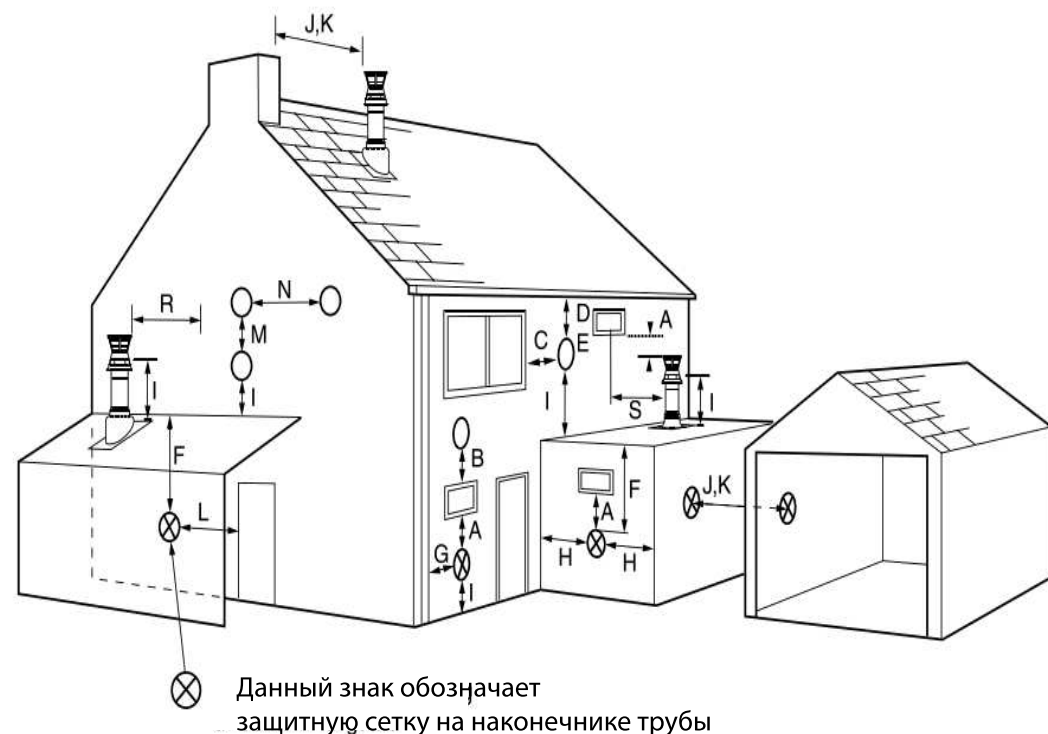 J,K
N
R
M
D
A
C
E
I
I
I
S
I
F
B
F
J,K
L
A
A
G
H
H
I
Данный знак обозначает
защитную сетку на наконечнике трубы